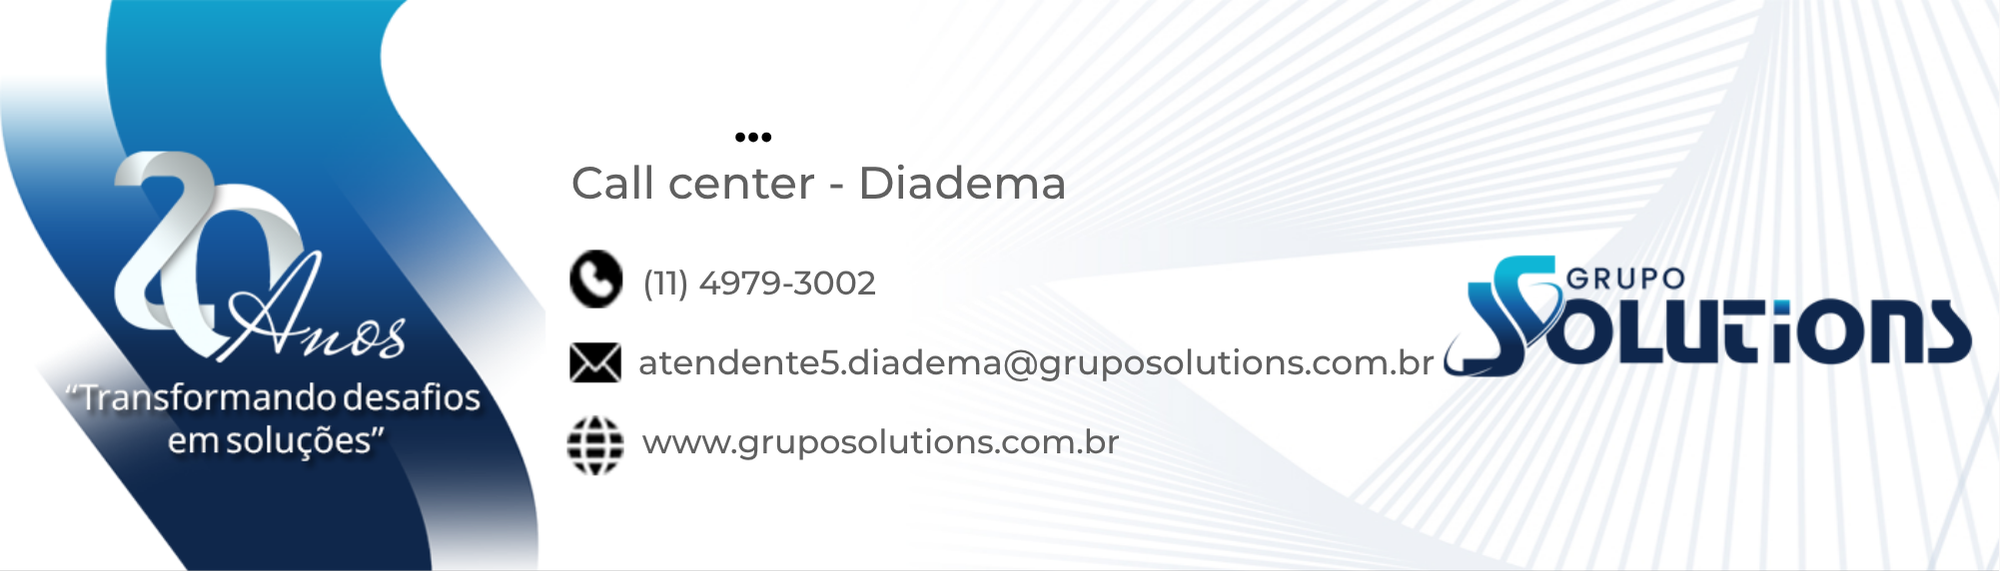 20
Anos
“Transformando desafios
em soluções”
...
Call center - Diadema
(11) 4979-3002
atendente5.diadema@gruposolutions.com.br
www.gruposolutions.com.br
GRUPO
SOLUTIONS